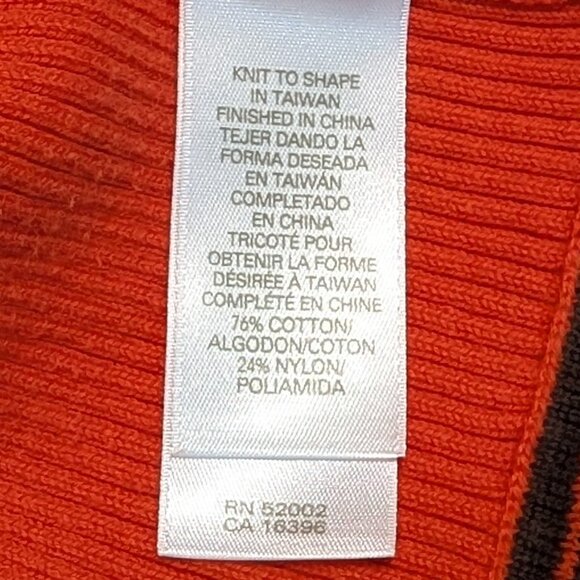 KNIT TO SHAPE
IN TAIWAN
FINISHED IN CHINA
TEJER DANDO LA
FORMA DESEADA
EN TAIWÁN
COMPLETADO
EN CHINA
TRICOTÉ POUR
OBTENIR LA FORME
DÉSIRÉE À TAIWAN
COMPLÉTÉ EN CHINE
76% COTTON/
ALGODON/COTON
24% NYLON/
POLIAMIDA
RN 52002
CA 16396